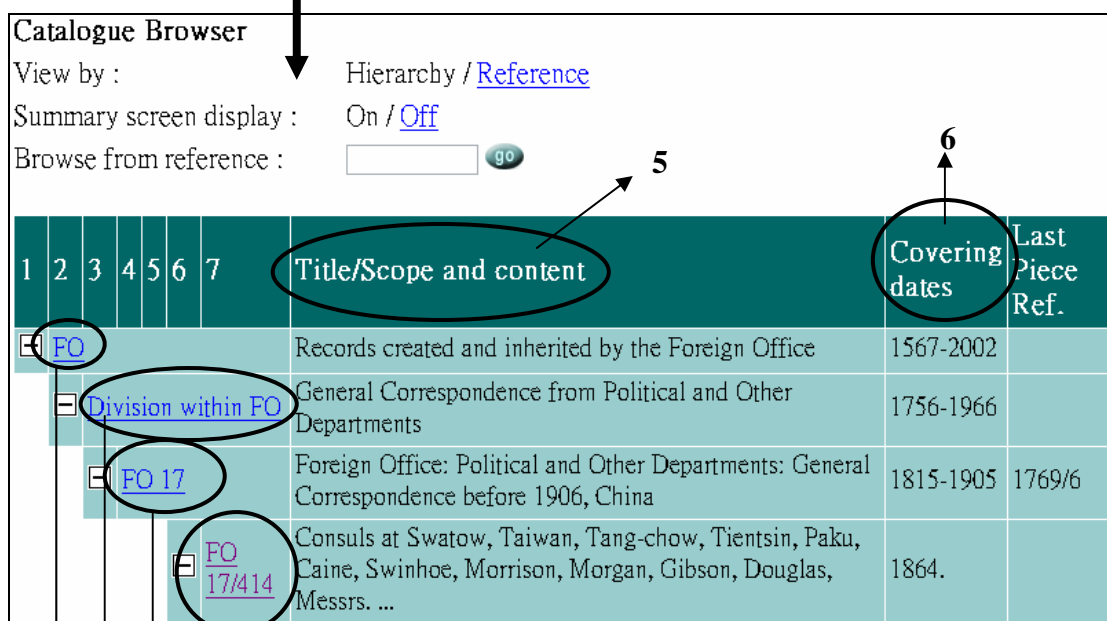 Catalogue Browser
View by : Hierarchy / Reference
Summary screen display : On / Off
Browse from reference : go
5
6
1 2 3 4 5 6 7 Title/Scope and content Covering dates Last Piece Ref.
FO Records created and inherited by the Foreign Office 1567-2002
Division within FO General Correspondence from Political and Other
Departments 1756-1966
FO 17 Foreign Office: Political and Other Departments: General
Correspondence before 1906, China 1815-1905 1769/6
FO 17/414 Consuls at Swatow, Taiwan, Tang-chow, Tientsin, Paku,
Caine, Swinhoe, Morrison, Morgan, Gibson, Douglas, 1864.
Messrs. ...